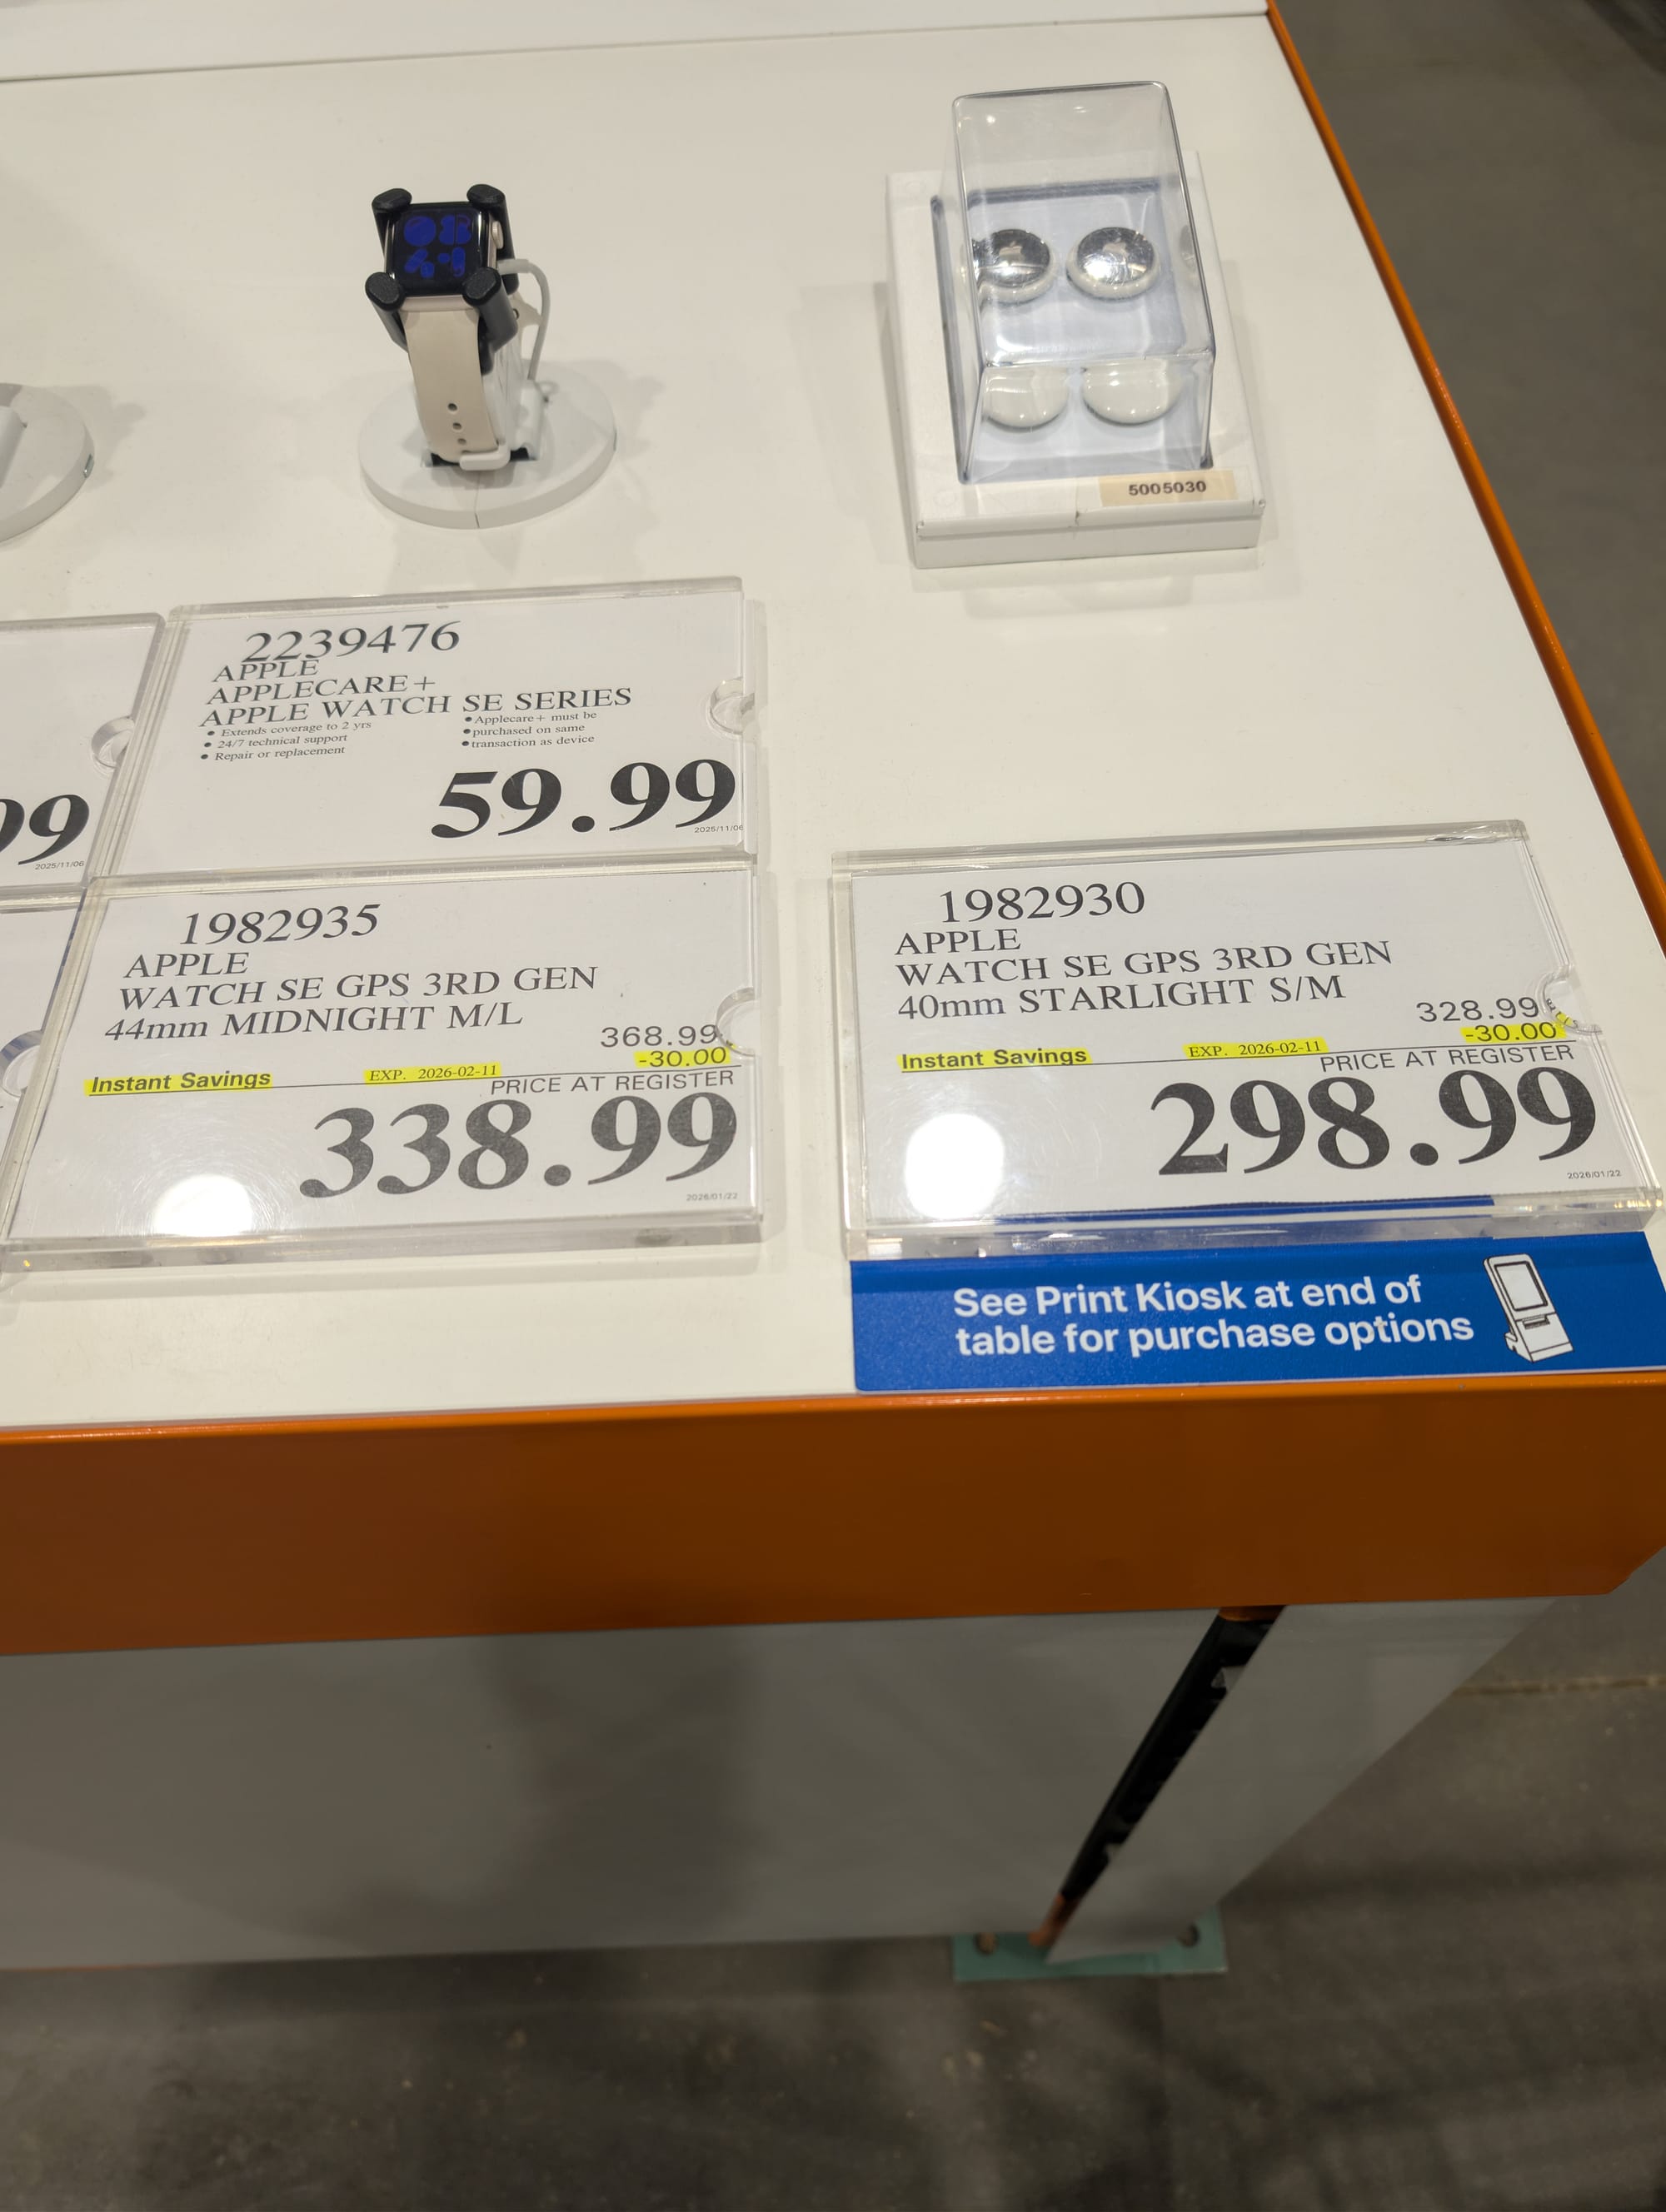 5005030
2239476
APPLE
APPLECARE+
APPLE WATCH SE SERIES
• Extends coverage to 2 yrs
• 24/7 technical support
• Repair or replacement
• Applecare+ must be
• purchased on same
• transaction as device
59.99
2025/11/06
99
2025/11/06
1982935
APPLE
WATCH SE GPS 3RD GEN
44mm MIDNIGHT M/L
368.99
-30.00
Instant Savings EXP. 2026-02-11
PRICE AT REGISTER
338.99
2026/01/22
1982930
APPLE
WATCH SE GPS 3RD GEN
40mm STARLIGHT S/M
328.99
-30.00
Instant Savings EXP. 2026-02-11
PRICE AT REGISTER
298.99
2026/01/22
See Print Kiosk at end of
table for purchase options